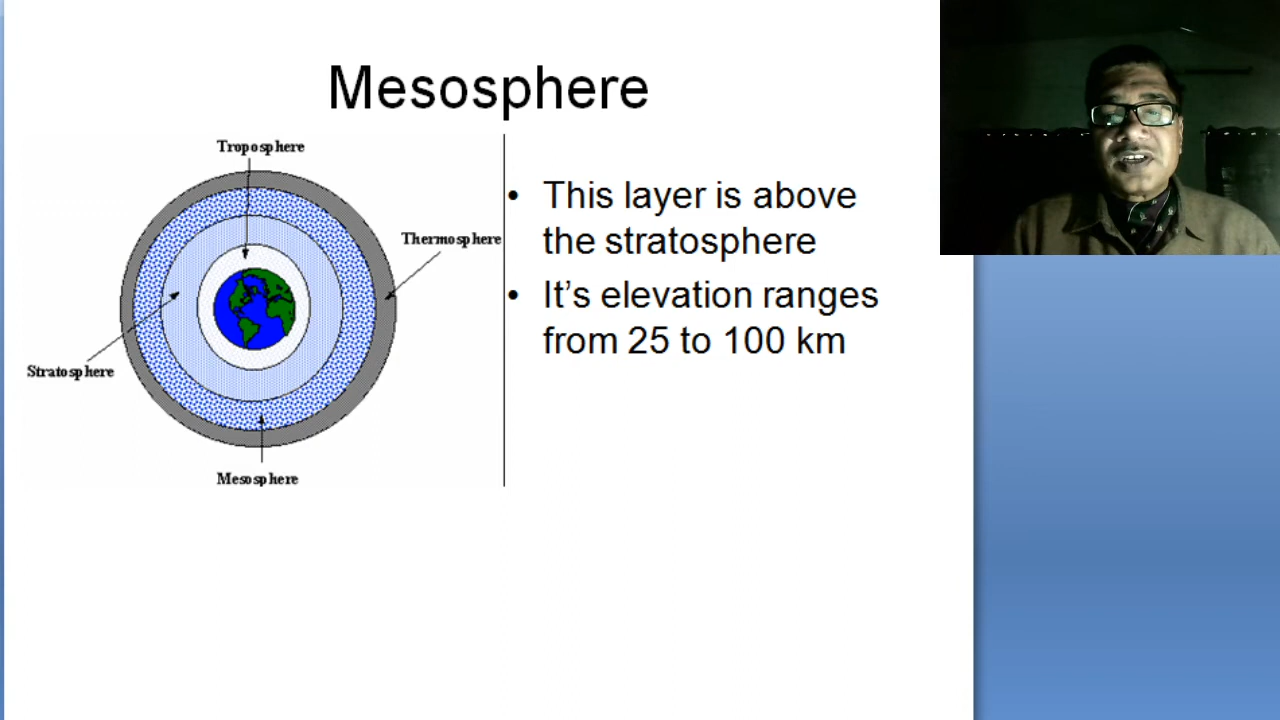 Mesosphere
Troposphere
Thermosphere
Stratosphere
Mesosphere
• This layer is above
the stratosphere
• It’s elevation ranges
from 25 to 100 km